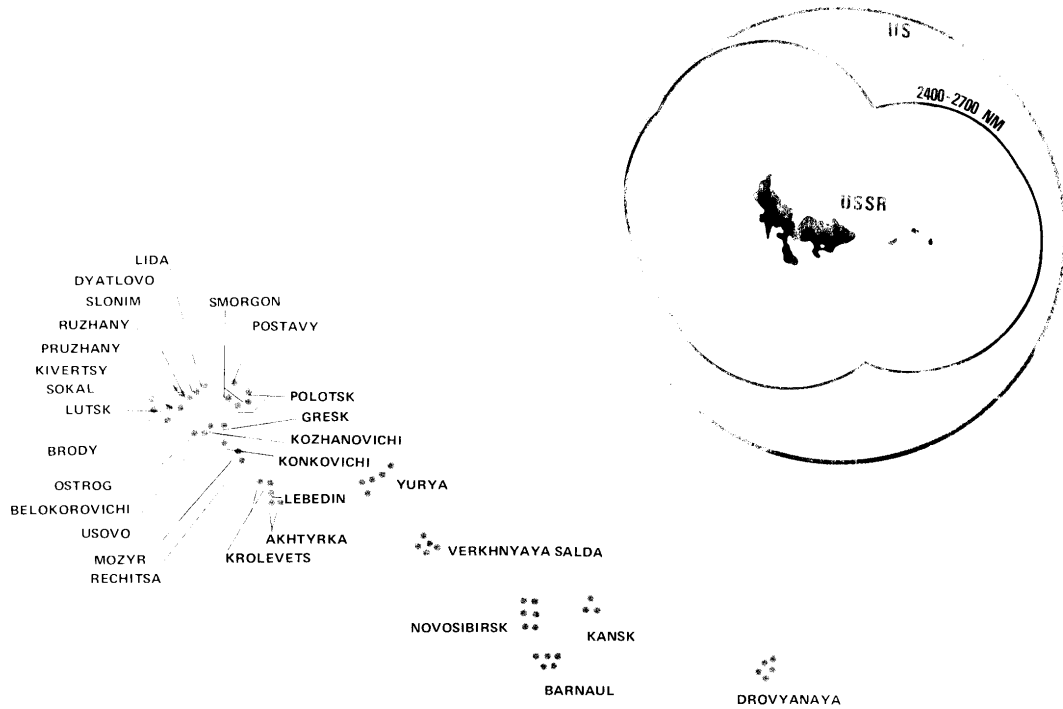 US
2400-2700 NM
USSR
LIDA
DYATLOVO
SLONIM
SMORGON
RUZHANY
POSTAVY
PRUZHANY
KIVERTSY
SOKAL
POLOTSK
LUTSK
GRESK
KOZHANOVICHI
BRODY
KONKOVICHI
OSTROG
YURYA
LEBEDIN
BELOKOROVICHI
USOVO
AKHTYRKA
MOZYR
KROLEVETS
VERKHNYAYA SALDA
RECHITSA
NOVOSIBIRSK
KANSK
BARNAUL
DROVYANAYA